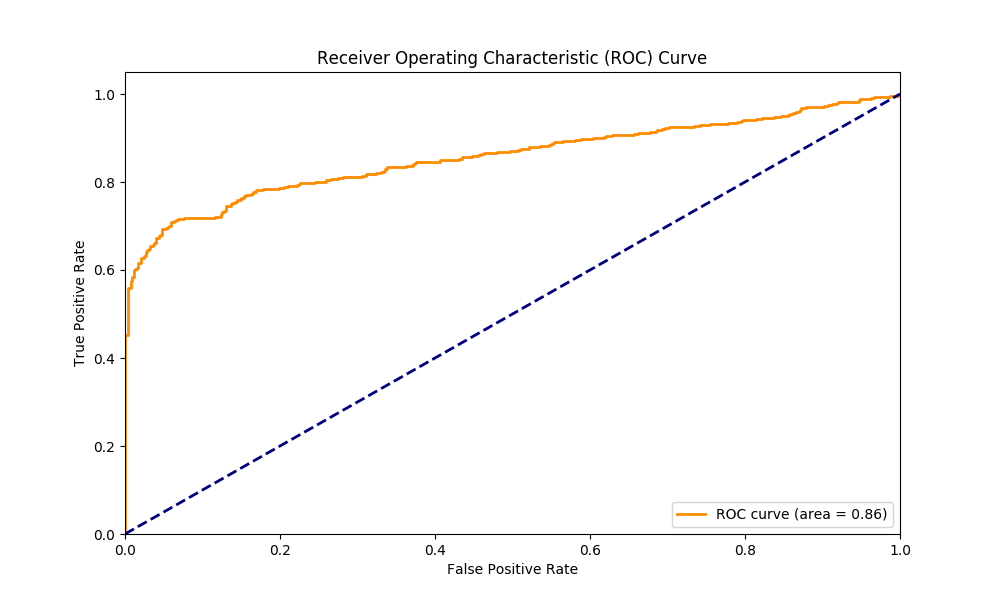 Receiver Operating Characteristic (ROC) Curve
1.0
0.8
0.6
0.4
0.2
0.0
True Positive Rate
ROC curve (area = 0.86)
0.0 0.2 0.4 0.6 0.8 1.0
False Positive Rate